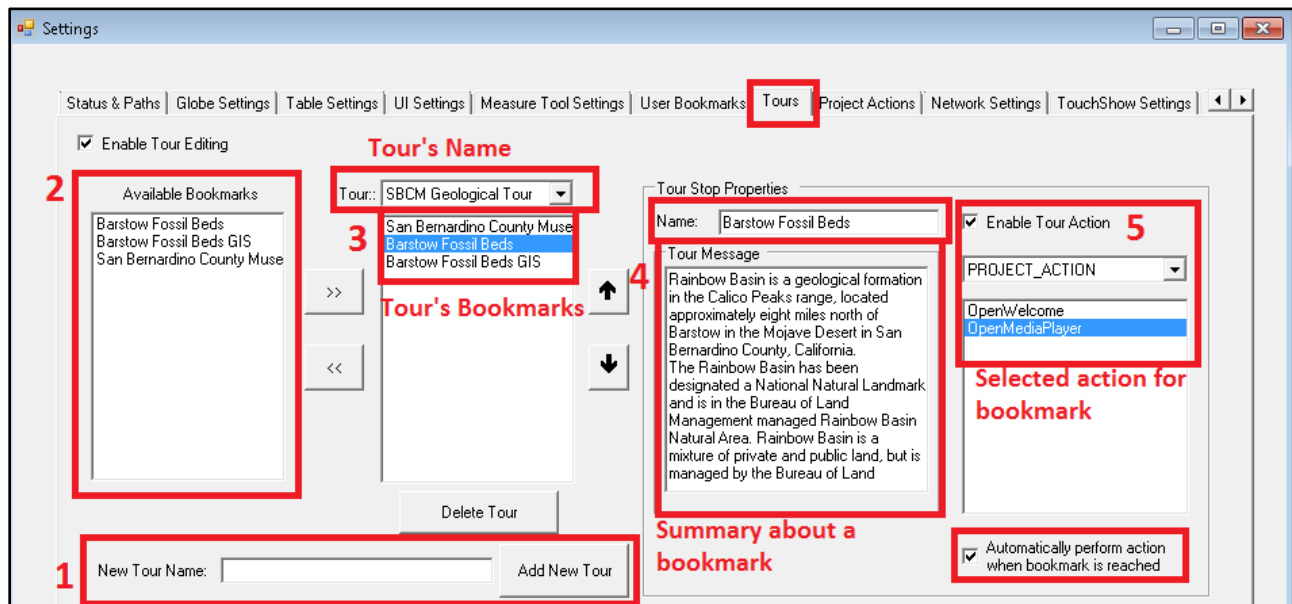 Settings
Status & Paths Globe Settings Table Settings UI Settings Measure Tool Settings User Bookmarks Tours Project Actions Network Settings TouchShow Settings
Enable Tour Editing
Tour's Name
2
Available Bookmarks
Barstow Fossil Beds
Barstow Fossil Beds GIS
San Bernardino County Muse
>>
<<
Tour:: SBCM Geological Tour
3
San Bernardino County Muse
Barstow Fossil Beds
Barstow Fossil Beds GIS
Tour's Bookmarks
Delete Tour
1
New Tour Name:
Add New Tour
Tour Stop Properties
Name: Barstow Fossil Beds
4
Tour Message
Rainbow Basin is a geological formation
in the Calico Peaks range, located
approximately eight miles north of
Barstow in the Mojave Desert in San
Bernardino County, California.
The Rainbow Basin has been
designated a National Natural Landmark
and is in the Bureau of Land
Management managed Rainbow Basin
Natural Area. Rainbow Basin is a
mixture of private and public land, but is
managed by the Bureau of Land
Summary about a
bookmark
Enable Tour Action
5
PROJECT_ACTION
OpenWelcome
OpenMediaPlayer
Selected action for
bookmark
Automatically perform action
when bookmark is reached